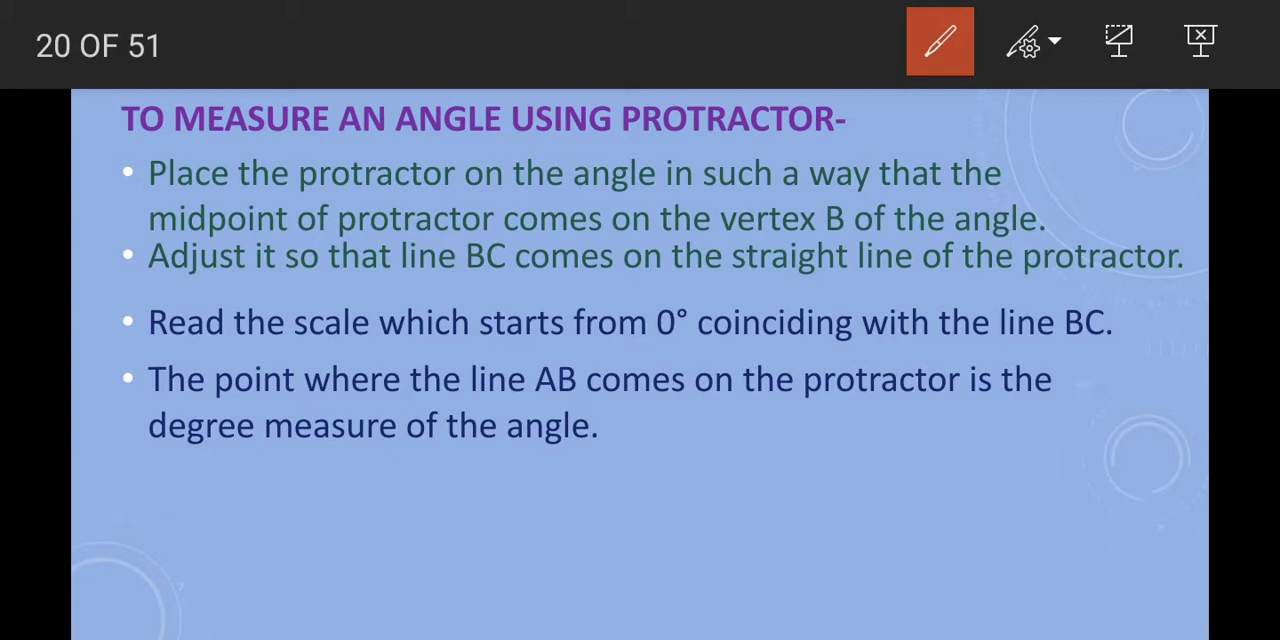 20 OF 51
TO MEASURE AN ANGLE USING PROTRACTOR-
• Place the protractor on the angle in such a way that the
midpoint of protractor comes on the vertex B of the angle.
• Adjust it so that line BC comes on the straight line of the protractor.
• Read the scale which starts from 0° coinciding with the line BC.
• The point where the line AB comes on the protractor is the
degree measure of the angle.